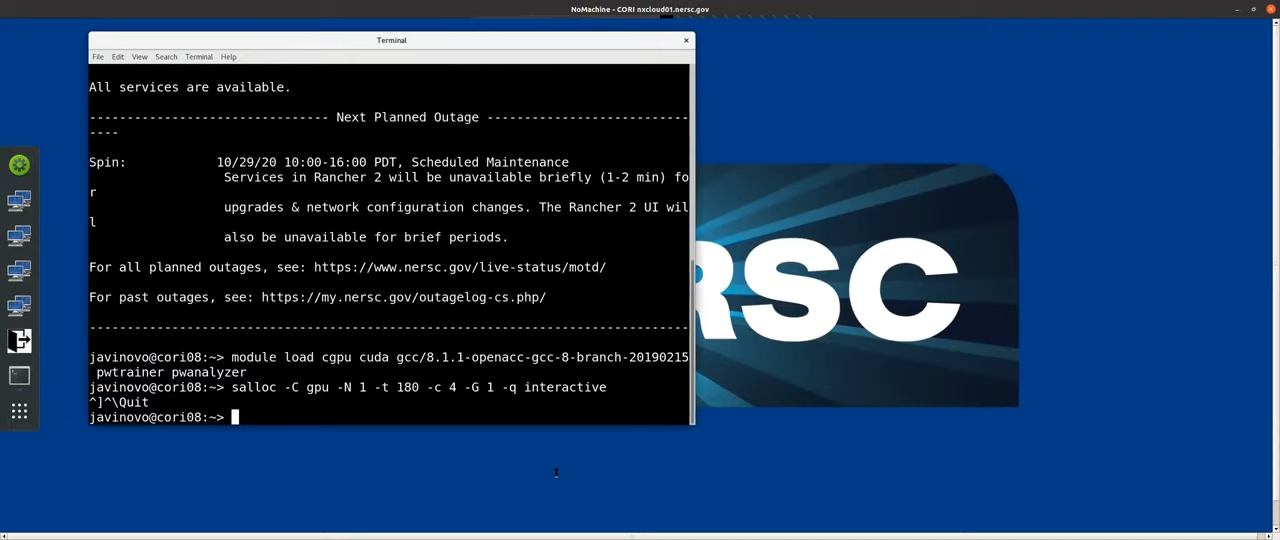 NoMachine - CORI nxcloud01.nersc.gov
Terminal
File Edit View Search Terminal Help
All services are available.
------------------------------- Next Planned Outage ---------------------------
----
Spin: 10/29/20 10:00-16:00 PDT, Scheduled Maintenance
Services in Rancher 2 will be unavailable briefly (1-2 min) fo
r
upgrades & network configuration changes. The Rancher 2 UI wil
l
also be unavailable for brief periods.
For all planned outages, see: https://www.nersc.gov/live-status/motd/
For past outages, see: https://my.nersc.gov/outagelog-cs.php/
--------------------------------------------------------------------------------
javinovo@cori08:~> module load cgpu cuda gcc/8.1.1-openacc-gcc-8-branch-20190215
pwtrainer pwanalyzer
javinovo@cori08:~> salloc -C gpu -N 1 -t 180 -c 4 -G 1 -q interactive
^]^\Quit
javinovo@cori08:~>
RSC